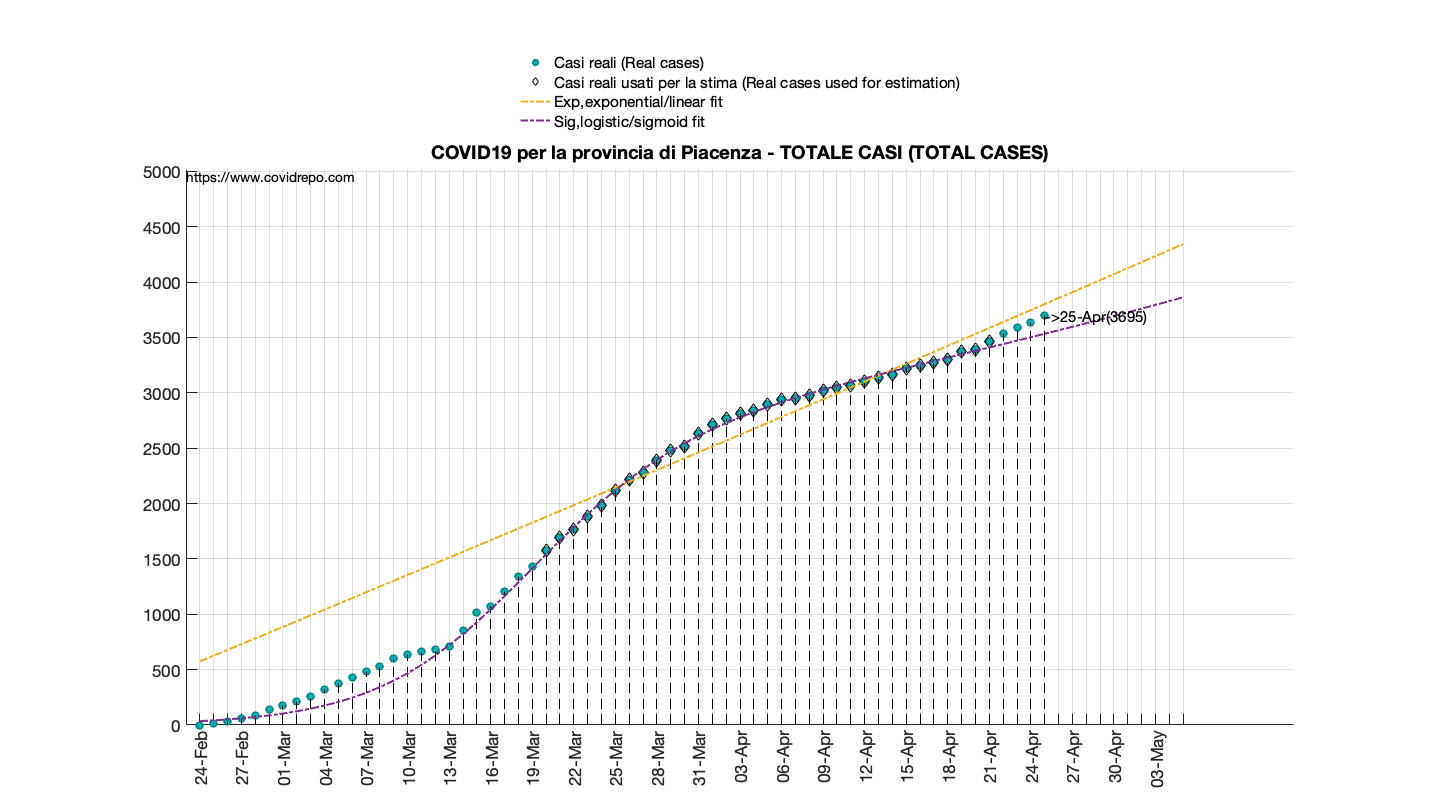 Casi reali (Real cases)
Casi reali usati per la stima (Real cases used for estimation)
Exp,exponential/linear fit
Sig,logistic/sigmoid fit
COVID19 per la provincia di Piacenza - TOTALE CASI (TOTAL CASES)
https://www.covidrepo.com
5000
4500
4000
3500
3000
2500
2000
1500
1000
500
0
->25-Apr(3695)
24-Feb
27-Feb
01-Mar
04-Mar
07-Mar
10-Mar
13-Mar
16-Mar
19-Mar
22-Mar
25-Mar
28-Mar
31-Mar
03-Apr
06-Apr
09-Apr
12-Apr
15-Apr
18-Apr
21-Apr
24-Apr
27-Apr
30-Apr
03-May